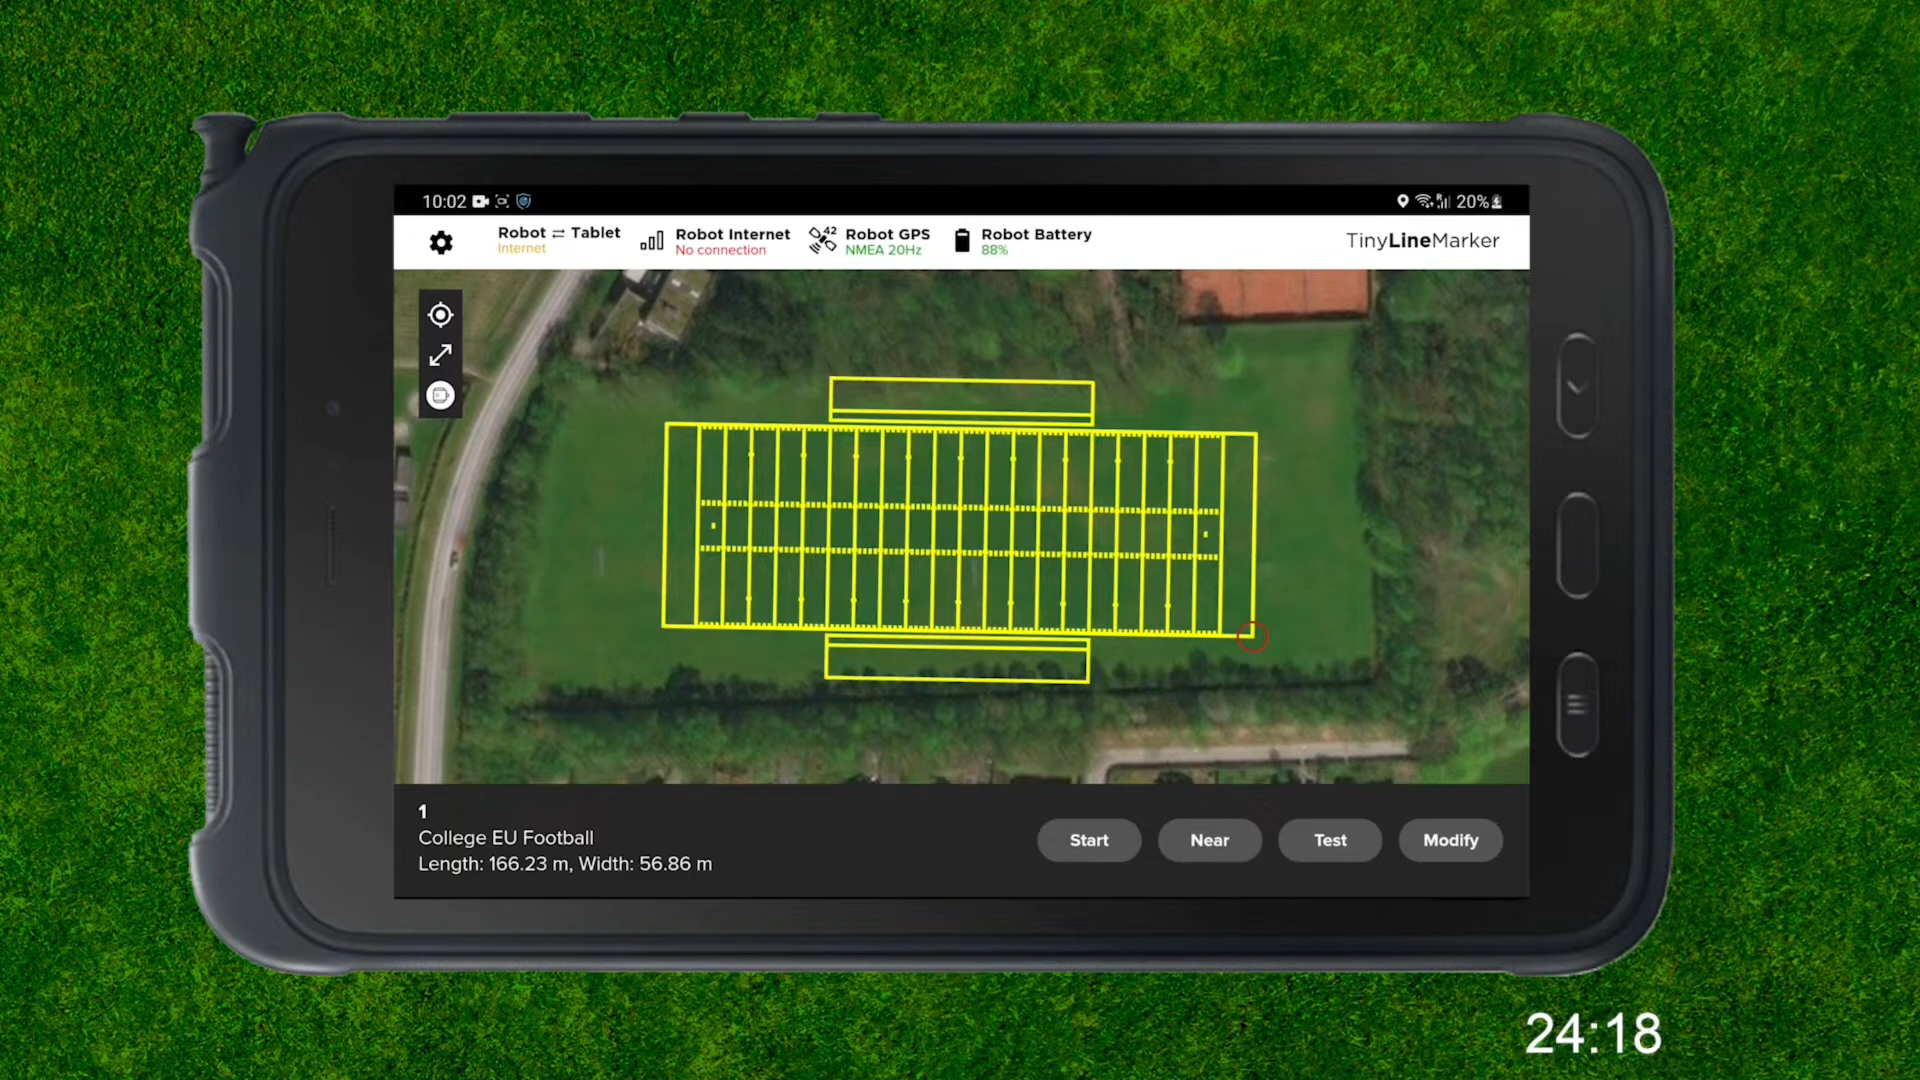 10:02
20%
Robot ⇌ Tablet
Internet
Robot Internet
No connection
42
Robot GPS
NMEA 20Hz
Robot Battery
88%
TinyLineMarker
1
College EU Football
Length: 166.23 m, Width: 56.86 m
Start
Near
Test
Modify
24:18